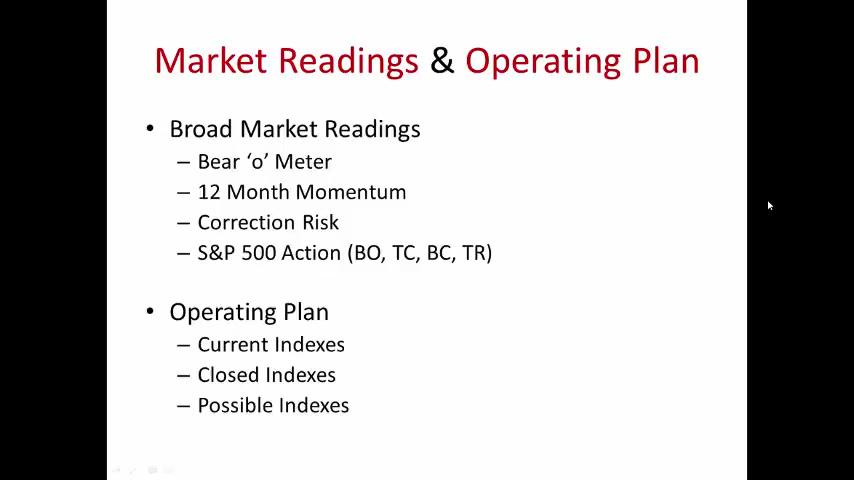 Market Readings & Operating Plan
• Broad Market Readings
– Bear ‘o’ Meter
– 12 Month Momentum
– Correction Risk
– S&P 500 Action (BO, TC, BC, TR)
• Operating Plan
– Current Indexes
– Closed Indexes
– Possible Indexes